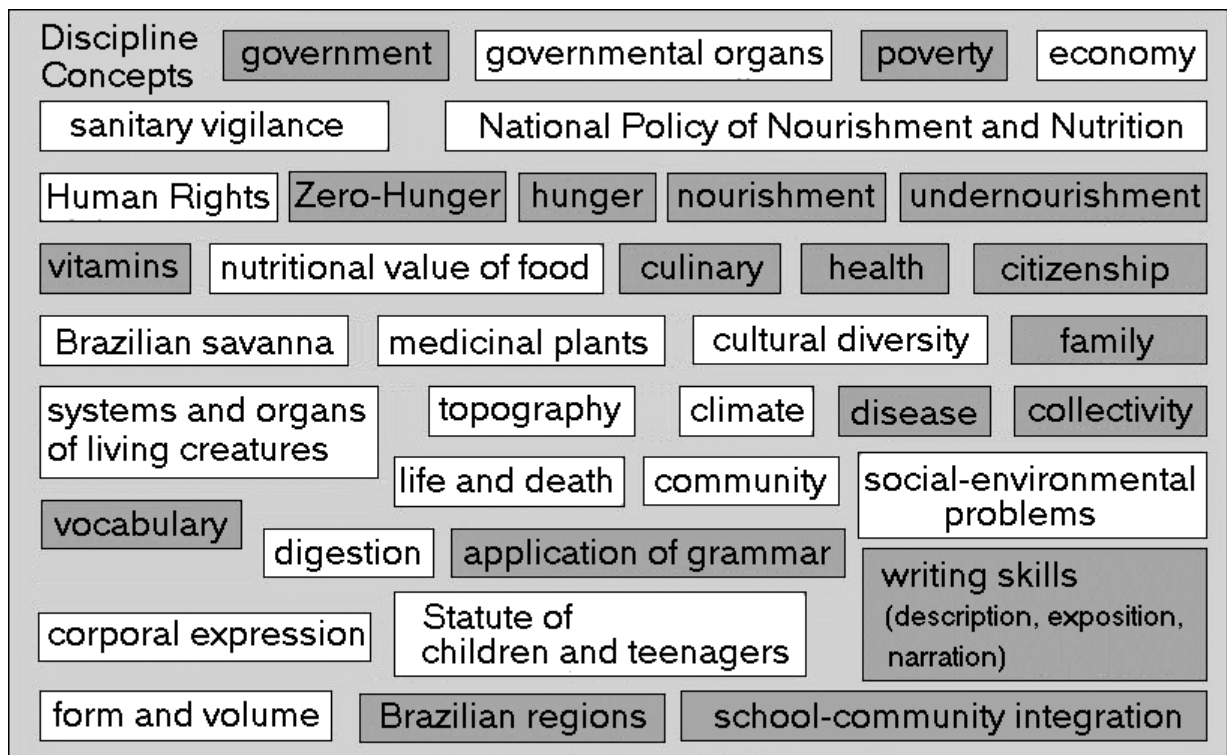 Discipline
Concepts
government
governmental organs
poverty
economy
sanitary vigilance
National Policy of Nourishment and Nutrition
Human Rights
Zero-Hunger
hunger
nourishment
undernourishment
vitamins
nutritional value of food
culinary
health
citizenship
Brazilian savanna
medicinal plants
cultural diversity
family
systems and organs
of living creatures
topography
climate
disease
collectivity
life and death
community
social-environmental
problems
vocabulary
digestion
application of grammar
writing skills
(description, exposition,
narration)
corporal expression
Statute of
children and teenagers
form and volume
Brazilian regions
school-community integration